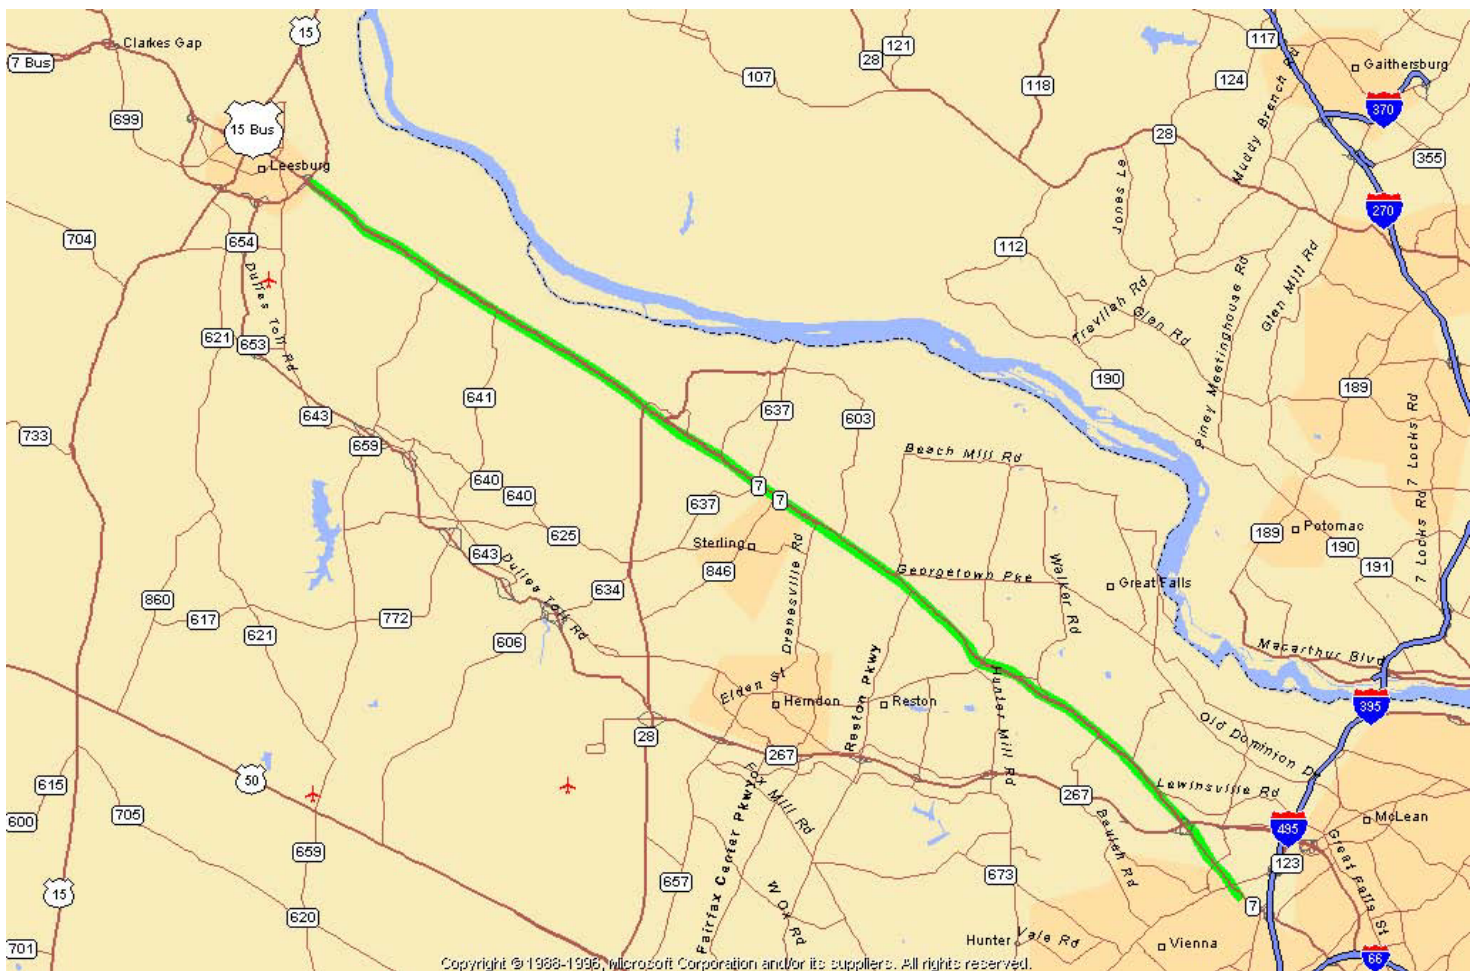 15
Clarkes Gap
7 Bus
121
28
107
118
117
124
Gaithersburg
370
699
15 Bus
Leesburg
28
Muddy Branch Rd
355
Jones Le
270
704
654
112
Dulles Toll Rd
Travilah Rd
Glen Rd
Piney Meetinghouse Rd
Glen Mill Rd
621
653
190
189
641
643
637
603
7 Locks Rd
733
659
Beach Mill Rd
640
640
7
7
637
7 Locks Rd
625
189
Potomac
190
Sterling
643
846
Dranesville Rd
Georgetown Pke
Walker Rd
Great Falls
191
Dulles Toll Rd
634
860
617
621
772
606
Macarthur Blvd
Elden St
Herndon
Reston Pkwy
Reston
Hunter Mill Rd
395
Old Dominion Dr
28
267
50
615
Fox Mill Rd
267
Lewinsville Rd
600
705
Fairfax Center Pkwy
Beulah Rd
495
McLean
659
123
Great Falls St
15
657
W Ox Rd
673
7
620
701
Hunter
Vale Rd
Vienna
66
Copyright © 1988-1996, Microsoft Corporation and/or its suppliers. All rights reserved.